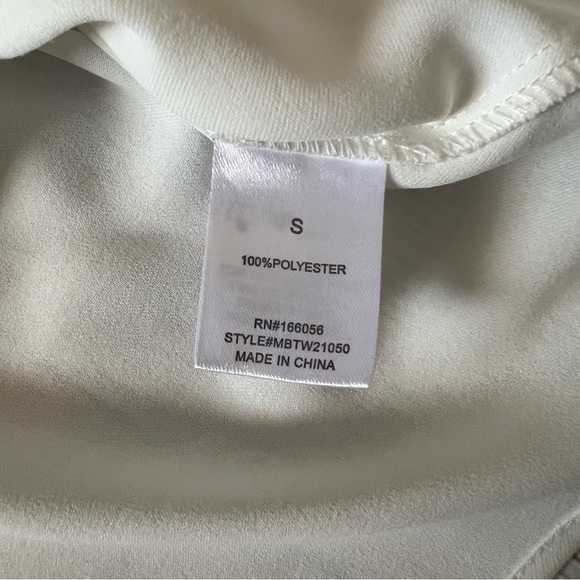 S
100%POLYESTER
RN#166056
STYLE#MBTW21050
MADE IN CHINA